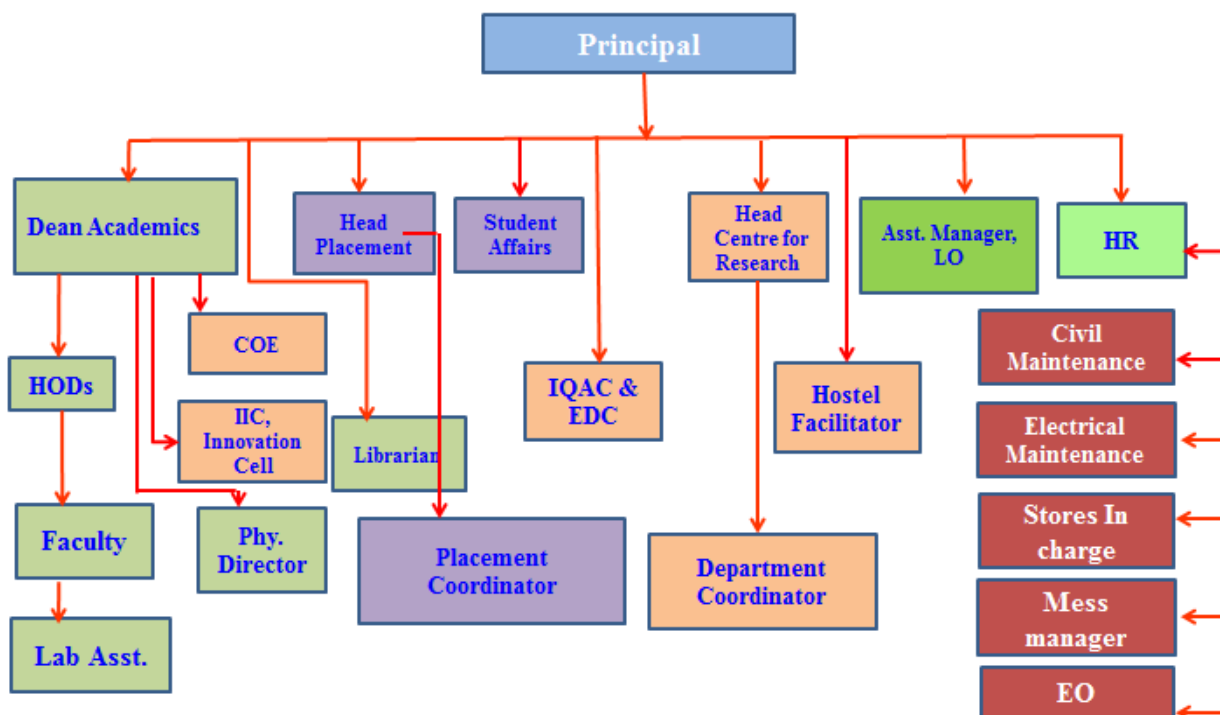 Principal
Dean Academics
Head
Placement
Student
Affairs
Head
Centre for
Research
Asst. Manager,
LO
HR
COE
Civil
Maintenance
HODs
IQAC &
EDC
Hostel
Facilitator
IIC,
Innovation
Cell
Librarian
Electrical
Maintenance
Faculty
Phy.
Director
Placement
Coordinator
Department
Coordinator
Stores In
charge
Lab Asst.
Mess
manager
EO